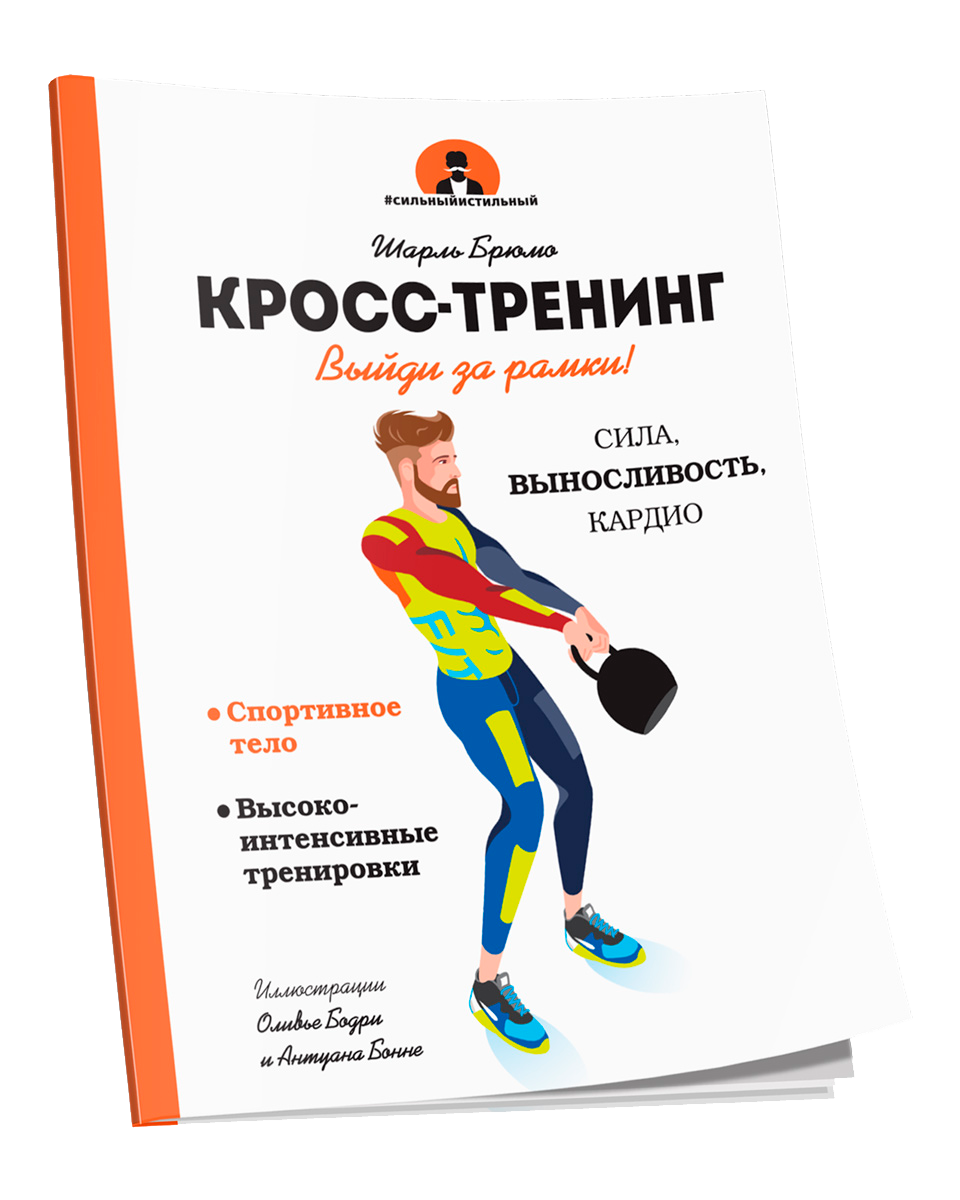 #сильныйистильный
Шарль Брюмо
КРОСС-ТРЕНИНГ
Выйди за рамки!
СИЛА,
ВЫНОСЛИВОСТЬ,
КАРДИО
• Спортивное
тело
• Высоко-
интенсивные
тренировки
Иллюстрации
Оливье Бодри
и Антуана Бонне